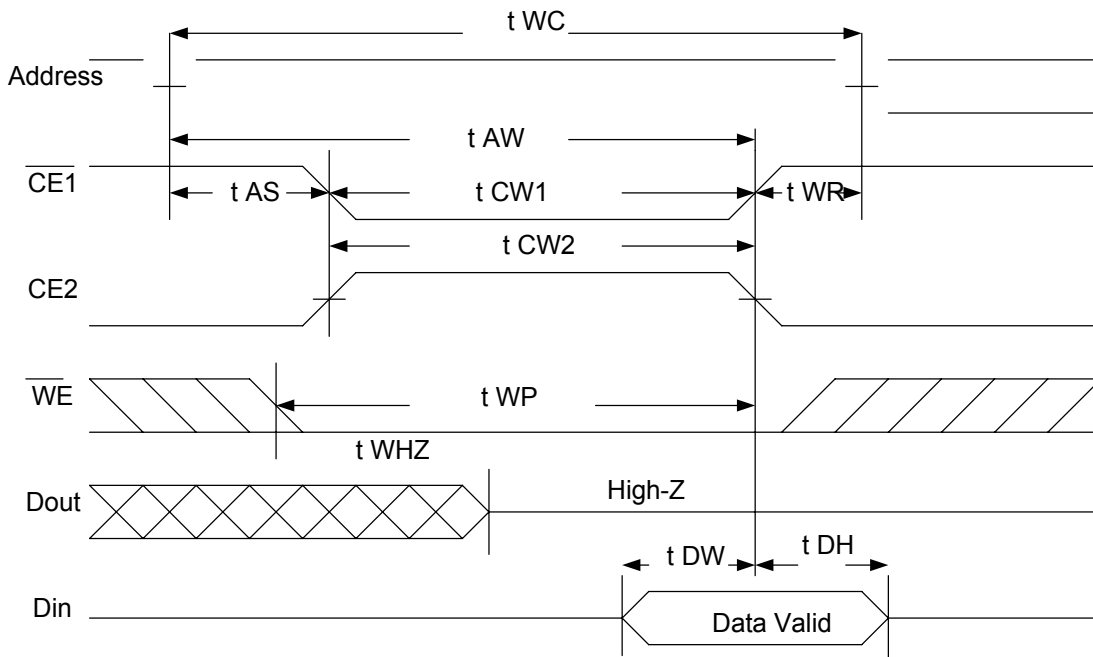 t WC
Address
t AW
CE1
t AS
t CW1
t WR
t CW2
CE2
WE
t WP
t WHZ
Dout
High-Z
t DW
t DH
Din
Data Valid